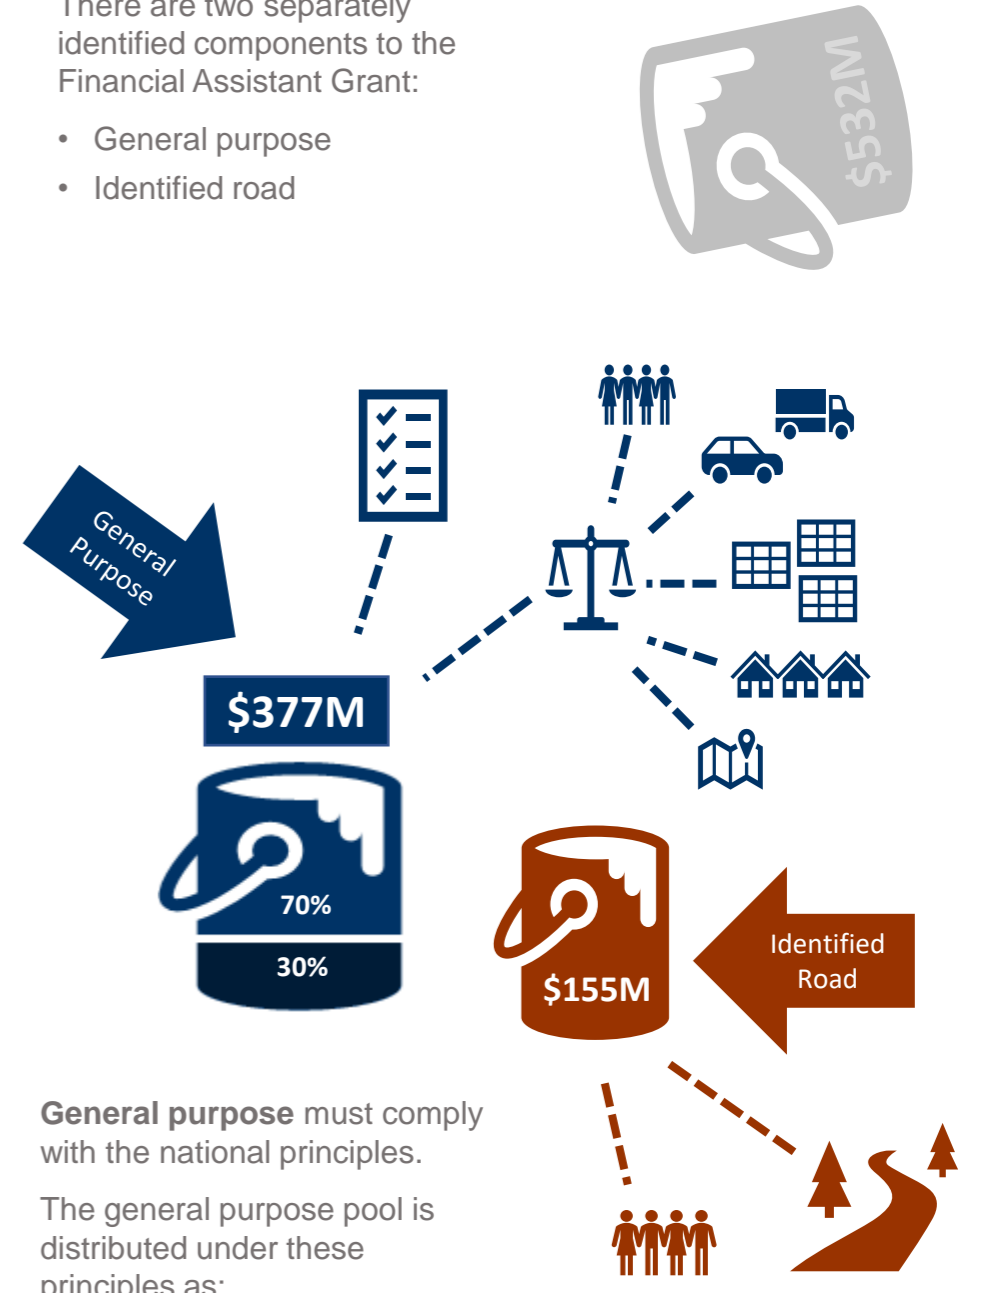 There are two separately
identified components to the
Financial Assistant Grant:
• General purpose
• Identified road
$532M
General
Purpose
$377M
70%
30%
$155M
Identified
Road
General purpose must comply
with the national principles.
The general purpose pool is
distributed under these
principles as: